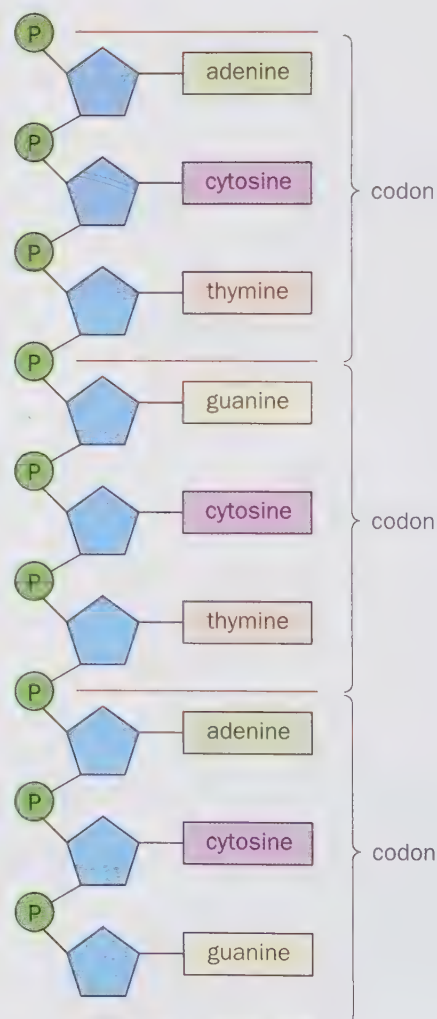 P
adenine
P
cytosine
codon
P
thymine
P
guanine
P
cytosine
codon
P
thymine
P
adenine
P
cytosine
codon
P
guanine